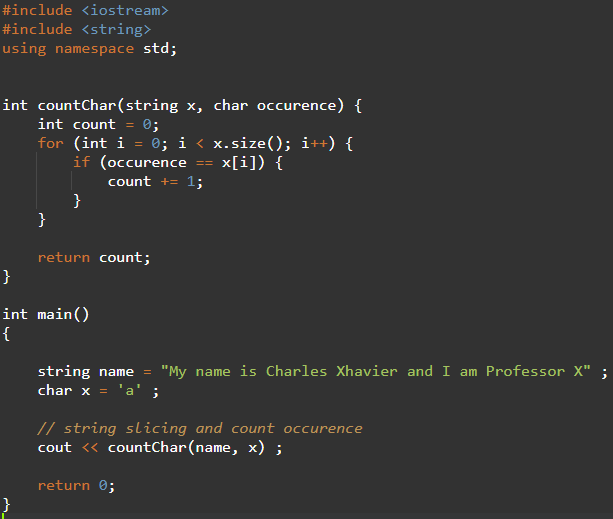 #include <iostream>
#include <string>
using namespace std;
int countChar(string x, char occurence) {
    int count = 0;
    for (int i = 0; i < x.size(); i++) {
        if (occurence == x[i]) {
            count += 1;
        }
    }
    return count;
}
int main()
{
    string name = "My name is Charles Xhavier and I am Professor X" ;
    char x = 'a' ;
    // string slicing and count occurence
    cout << countChar(name, x) ;
    return 0;
}